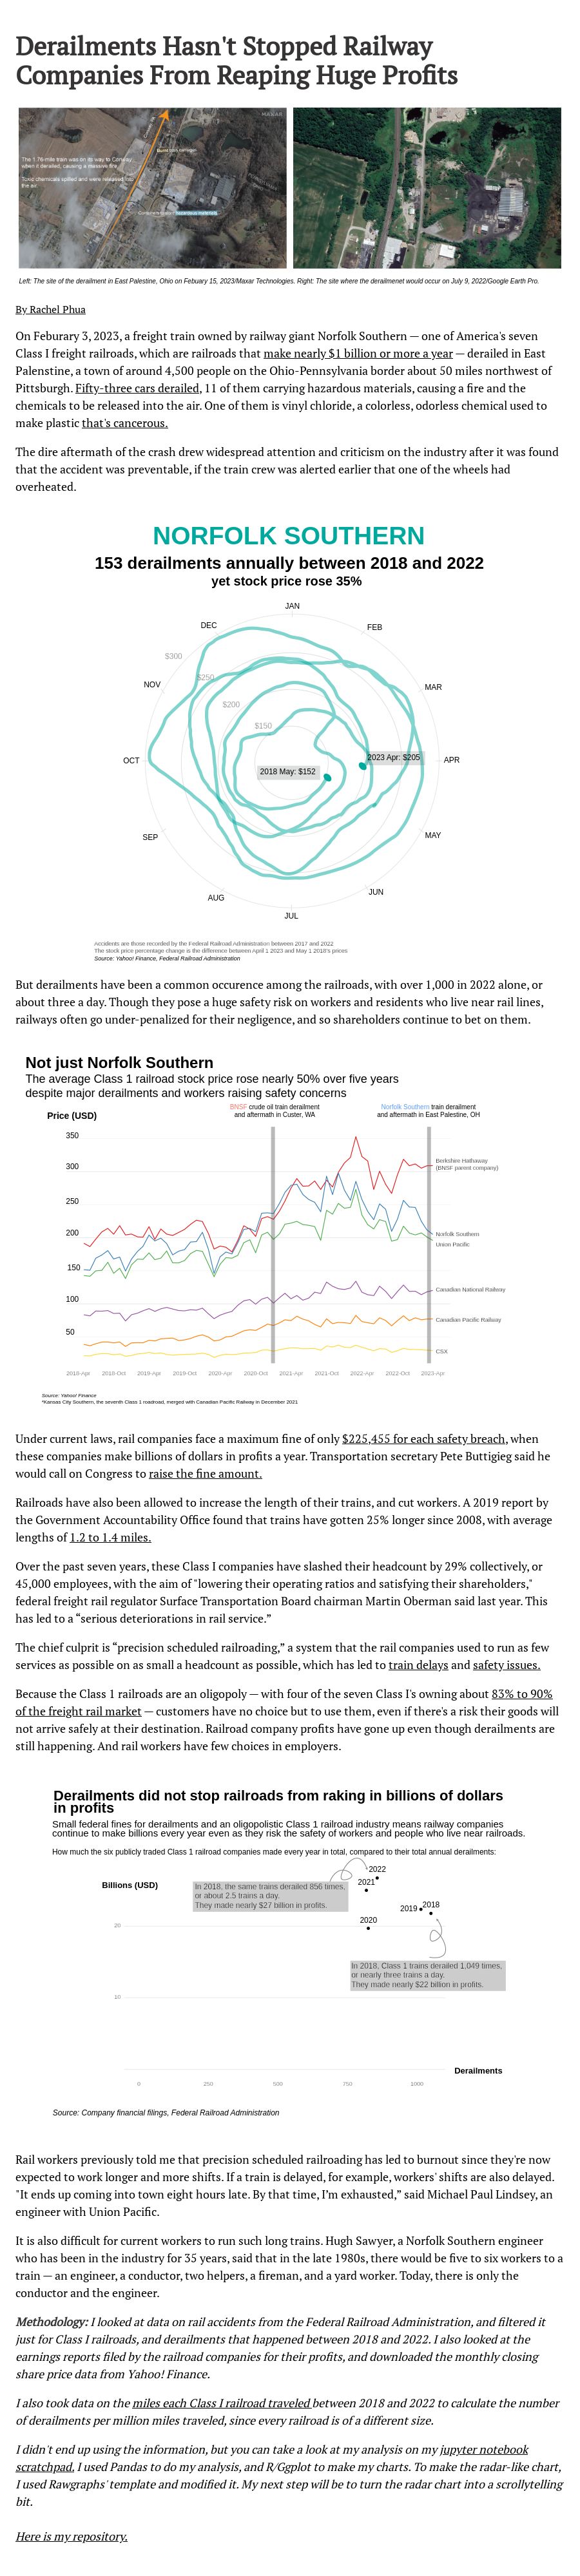 Derailments Hasn't Stopped Railway
Companies From Reaping Huge Profits
MAXAR
The 1.76-mile train was on its way to Conway
when it derailed, causing a massive fire.
Toxic chemicals spilled and were released into
the air.
Left: The site of the derailment in East Palestine, Ohio on Febuary 15, 2023/Maxar Technologies. Right: The site where the derailmenet would occur on July 9, 2022/Google Earth Pro.
By Rachel Phua
On Feburary 3, 2023, a freight train owned by railway giant Norfolk Southern — one of America's seven
Class I freight railroads, which are railroads that make nearly $1 billion or more a year — derailed in East
Palenstine, a town of around 4,500 people on the Ohio-Pennsylvania border about 50 miles northwest of
Pittsburgh. Fifty-three cars derailed, 11 of them carrying hazardous materials, causing a fire and the
chemicals to be released into the air. One of them is vinyl chloride, a colorless, odorless chemical used to
make plastic that's cancerous.
The dire aftermath of the crash drew widespread attention and criticism on the industry after it was found
that the accident was preventable, if the train crew was alerted earlier that one of the wheels had
overheated.
NORFOLK SOUTHERN
153 derailments annually between 2018 and 2022
yet stock price rose 35%
JAN
DEC
FEB
$300
$250
NOV
MAR
$200
$150
2023 Apr: $205
OCT
APR
2018 May: $152
SEP
MAY
AUG
JUN
JUL
Accidents are those recorded by the Federal Railroad Administration between 2017 and 2022
The stock price percentage change is the difference between April 1 2023 and May 1 2018's prices
Source: Yahoo! Finance, Federal Railroad Administration
But derailments have been a common occurence among the railroads, with over 1,000 in 2022 alone, or
about three a day. Though they pose a huge safety risk on workers and residents who live near rail lines,
railways often go under-penalized for their negligence, and so shareholders continue to bet on them.
Not just Norfolk Southern
The average Class 1 railroad stock price rose nearly 50% over five years
despite major derailments and workers raising safety concerns
BNSF crude oil train derailment
and aftermath in Custer, WA
Norfolk Southern train derailment
and aftermath in East Palestine, OH
Price (USD)
350
300
250
200
150
100
50
Berkshire Hathaway
(BNSF parent company)
Norfolk Southern
Union Pacific
Canadian National Railway
Canadian Pacific Railway
CSX
2018-Apr 2018-Oct 2019-Apr 2019-Oct 2020-Apr 2020-Oct 2021-Apr 2021-Oct 2022-Apr 2022-Oct 2023-Apr
Source: Yahoo! Finance
*Kansas City Southern, the seventh Class 1 roadroad, merged with Canadian Pacific Railway in December 2021
Under current laws, rail companies face a maximum fine of only $225,455 for each safety breach, when
these companies make billions of dollars in profits a year. Transportation secretary Pete Buttigieg said he
would call on Congress to raise the fine amount.
Railroads have also been allowed to increase the length of their trains, and cut workers. A 2019 report by
the Government Accountability Office found that trains have gotten 25% longer since 2008, with average
lengths of 1.2 to 1.4 miles.
Over the past seven years, these Class I companies have slashed their headcount by 29% collectively, or
45,000 employees, with the aim of "lowering their operating ratios and satisfying their shareholders,"
federal freight rail regulator Surface Transportation Board chairman Martin Oberman said last year. This
has led to a “serious deteriorations in rail service.”
The chief culprit is “precision scheduled railroading,” a system that the rail companies used to run as few
services as possible on as small a headcount as possible, which has led to train delays and safety issues.
Because the Class 1 railroads are an oligopoly — with four of the seven Class I's owning about 83% to 90%
of the freight rail market — customers have no choice but to use them, even if there's a risk their goods will
not arrive safely at their destination. Railroad company profits have gone up even though derailments are
still happening. And rail workers have few choices in employers.
Derailments did not stop railroads from raking in billions of dollars
in profits
Small federal fines for derailments and an oligopolistic Class 1 railroad industry means railway companies
continue to make billions every year even as they risk the safety of workers and people who live near railroads.
How much the six publicly traded Class 1 railroad companies made every year in total, compared to their total annual derailments:
Billions (USD)
2022
2021
In 2018, the same trains derailed 856 times,
or about 2.5 trains a day.
They made nearly $27 billion in profits.
2019
2018
2020
20
In 2018, Class 1 trains derailed 1,049 times,
or nearly three trains a day.
They made nearly $22 billion in profits.
10
Derailments
0 250 500 750 1000
Source: Company financial filings, Federal Railroad Administration
Rail workers previously told me that precision scheduled railroading has led to burnout since they're now
expected to work longer and more shifts. If a train is delayed, for example, workers' shifts are also delayed.
"It ends up coming into town eight hours late. By that time, I’m exhausted,” said Michael Paul Lindsey, an
engineer with Union Pacific.
It is also difficult for current workers to run such long trains. Hugh Sawyer, a Norfolk Southern engineer
who has been in the industry for 35 years, said that in the late 1980s, there would be five to six workers to a
train — an engineer, a conductor, two helpers, a fireman, and a yard worker. Today, there is only the
conductor and the engineer.
Methodology: I looked at data on rail accidents from the Federal Railroad Administration, and filtered it
just for Class I railroads, and derailments that happened between 2018 and 2022. I also looked at the
earnings reports filed by the railroad companies for their profits, and downloaded the monthly closing
share price data from Yahoo! Finance.
I also took data on the miles each Class I railroad traveled between 2018 and 2022 to calculate the number
of derailments per million miles traveled, since every railroad is of a different size.
I didn't end up using the information, but you can take a look at my analysis on my jupyter notebook
scratchpad. I used Pandas to do my analysis, and R/Ggplot to make my charts. To make the radar-like chart,
I used Rawgraphs' template and modified it. My next step will be to turn the radar chart into a scrollytelling
bit.
Here is my repository.